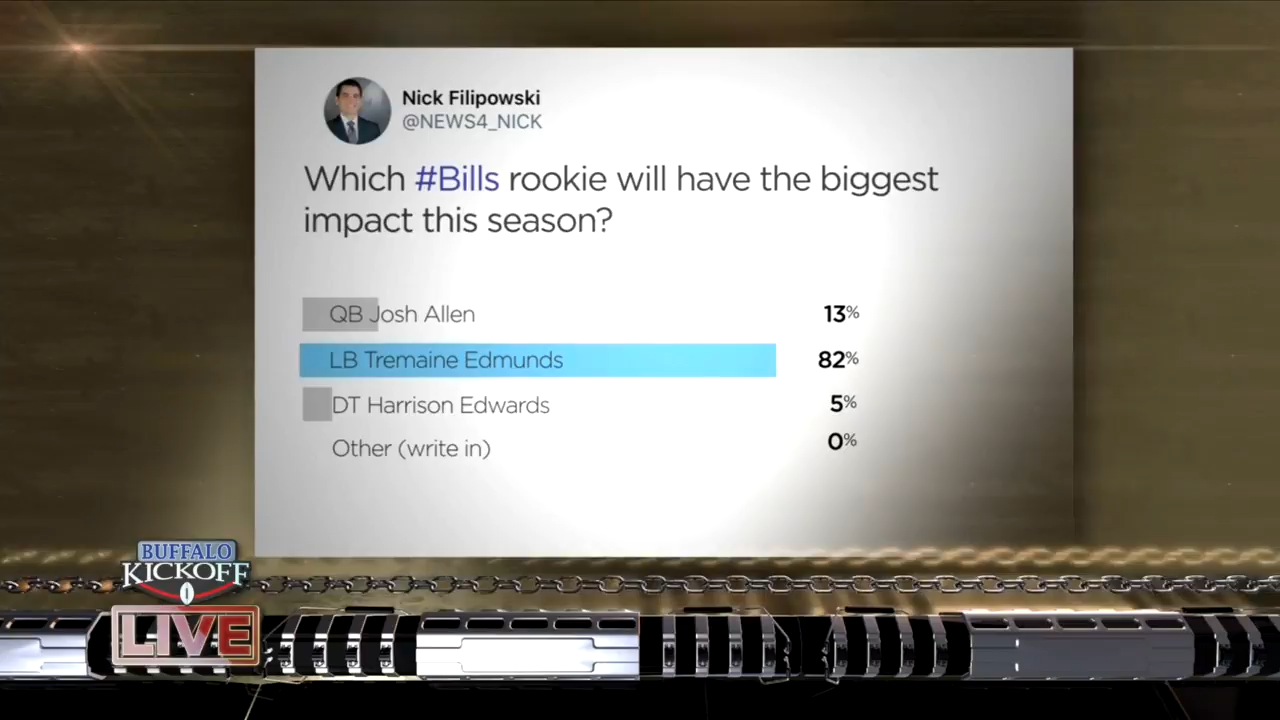 Nick Filipowski
@NEWS4_NICK
Which #Bills rookie will have the biggest
impact this season?
QB Josh Allen 13%
LB Tremaine Edmunds 82%
DT Harrison Edwards 5%
Other (write in) 0%
BUFFALO
KICKOFF
LIVE